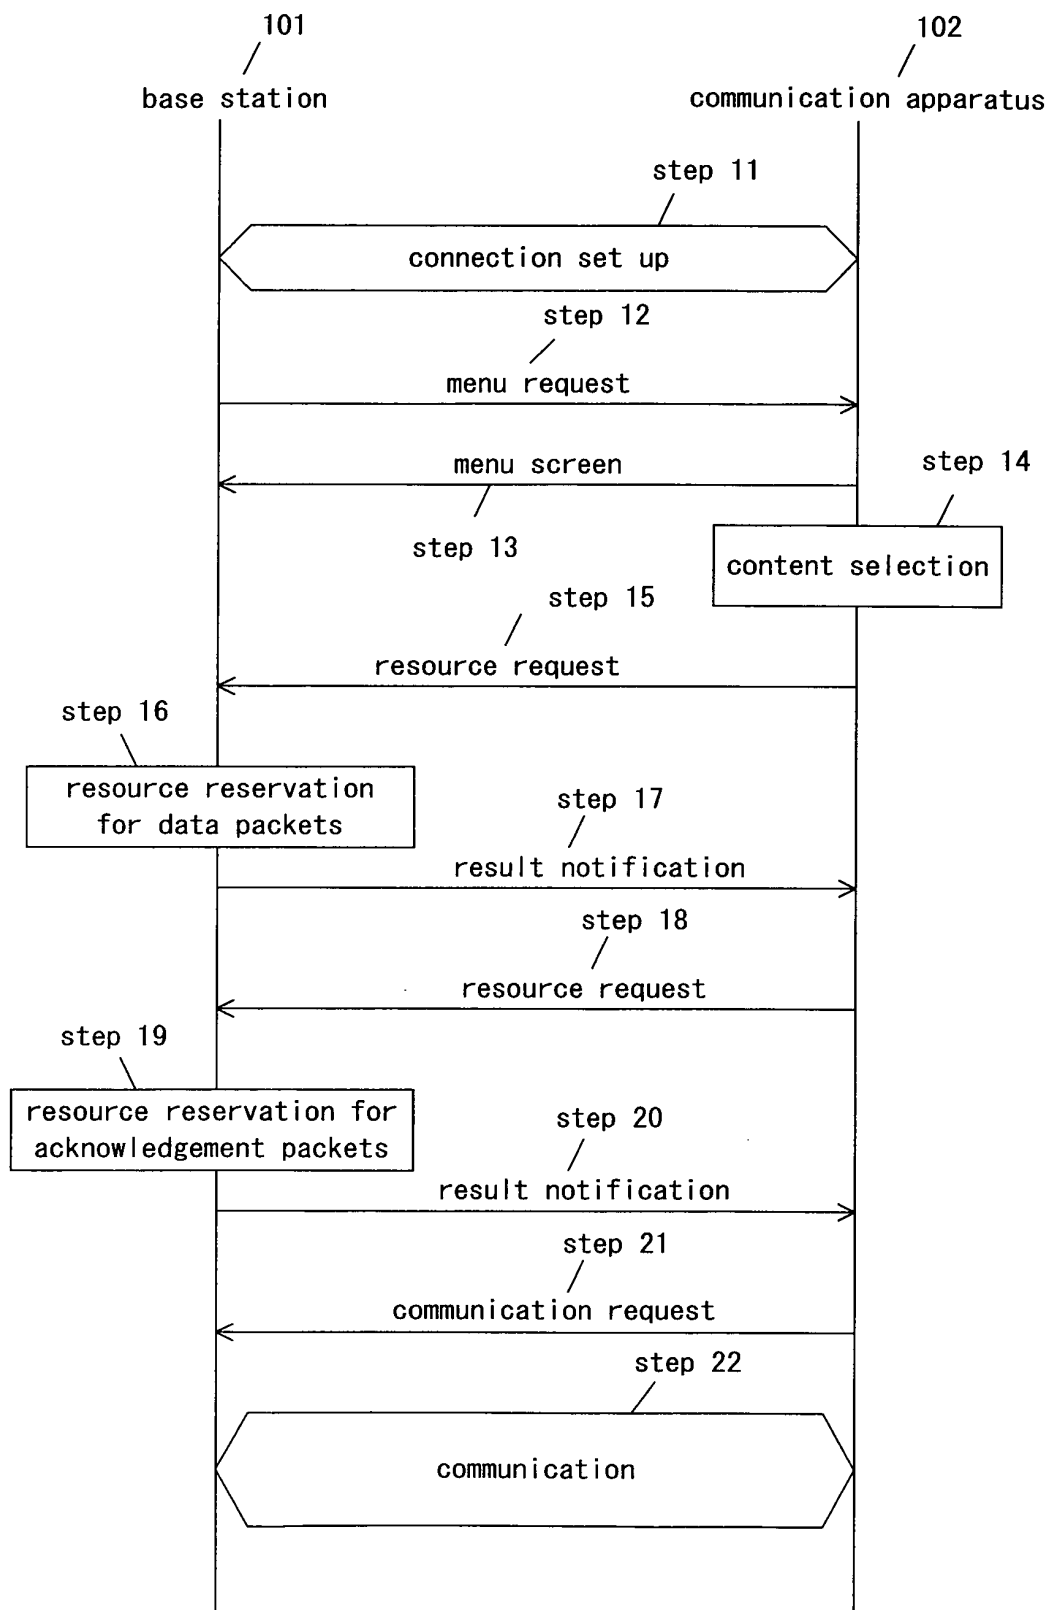 101
102
base station
communication apparatus
step 11
connection set up
step 12
menu request
menu screen
step 14
step 13
content selection
step 15
resource request
step 16
resource reservation
for data packets
step 17
result notification
step 18
resource request
step 19
resource reservation for
acknowledgement packets
step 20
result notification
step 21
communication request
step 22
communication